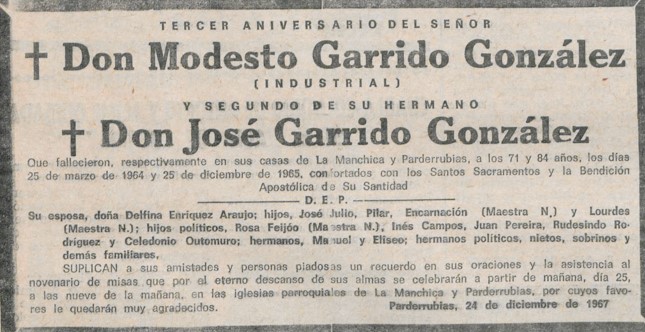 TERCER ANIVERSARIO DEL SEÑOR
† Don Modesto Garrido González
(INDUSTRIAL)
Y SEGUNDO DE SU HERMANO
† Don José Garrido González
Que fallecieron, respectivamente en sus casas de La Manchica y Parderrubias, a los 71 y 84 años, los días
25 de marzo de 1964 y 25 de diciembre de 1965, confortados con los Santos Sacramentos y la Bendición
Apostólica de Su Santidad
D. E. P.
Su esposa, doña Delfina Enríquez Araujo; hijos, José Julio, Pilar, Encarnación (Maestra N.) y Lourdes
(Maestra N.); hijos políticos, Rosa Feijóo (Maestra N.), Inés Campos, Juan Pereira, Rudesindo Ro-
dríguez y Celedonio Outomuro; hermanos, Manuel y Eliseo; hermanos políticos, nietos, sobrinos y
demás familiares,
SUPLICAN a sus amistades y personas piadosas un recuerdo en sus oraciones y la asistencia al
novenario de miaas que por el eterno descanso de sus almas se celebrarán a partir de mañana, día 25,
a las nueve de la mañana, en las iglesias parroquiales de La Manchica y Parderrubias, por cuyos favo-
res le quedarán muy agradecidos. Parderrubias, 24 de diciembre de 1967